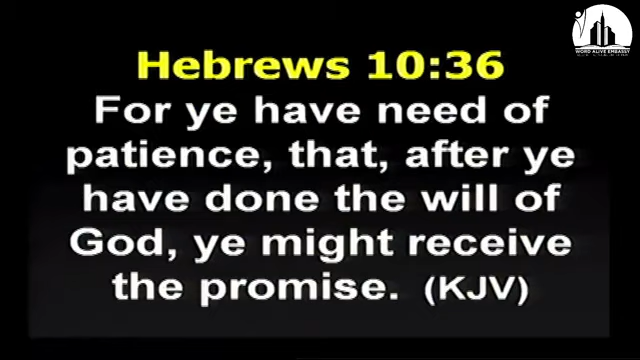 WORD ALIVE EMBASSY
Hebrews 10:36
For ye have need of
patience, that, after ye
have done the will of
God, ye might receive
the promise. (KJV)